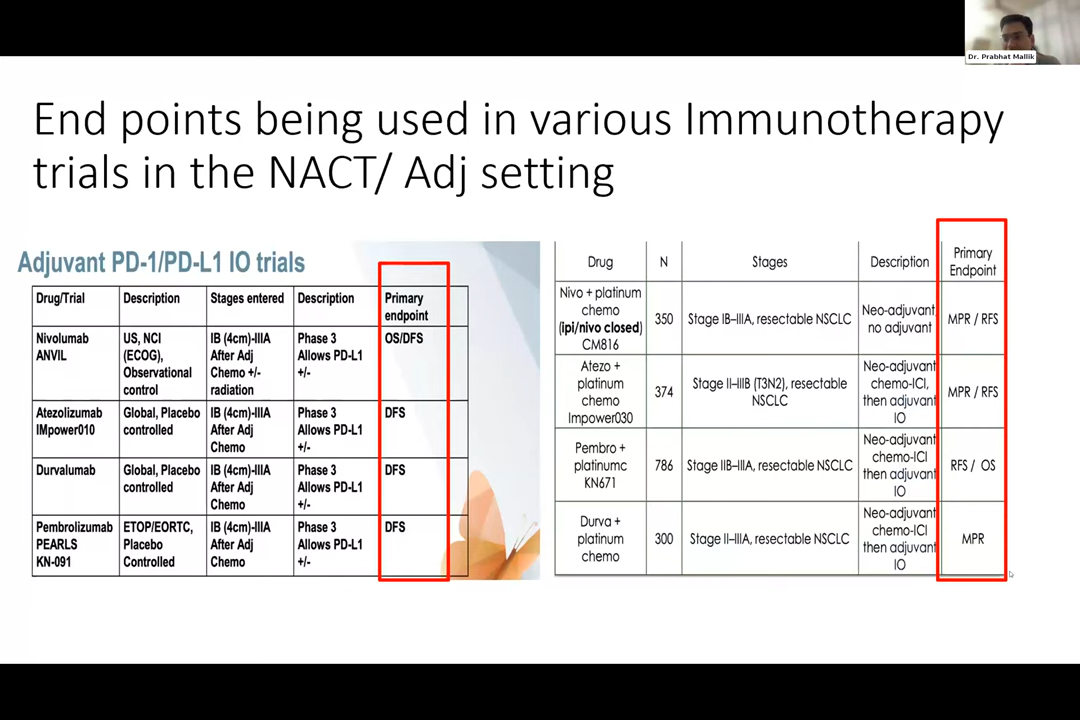 Dr. Prabhat Mallik
End points being used in various Immunotherapy
trials in the NACT/ Adj setting
Adjuvant PD-1/PD-L1 IO trials
Drug/Trial
Description
Stages entered
Description
Primary
endpoint
Nivolumab
ANVIL
US, NCI
(ECOG),
Observational
control
IB (4cm)-IIIA
After Adj
Chemo +/-
radiation
Phase 3
Allows PD-L1
+/-
OS/DFS
Atezolizumab
IMpower010
Global, Placebo
controlled
IB (4cm)-IIIA
After Adj
Chemo
Phase 3
Allows PD-L1
+/-
DFS
Durvalumab
Global, Placebo
controlled
IB (4cm)-IIIA
After Adj
Chemo
Phase 3
Allows PD-L1
+/-
DFS
Pembrolizumab
PEARLS
KN-091
ETOP/EORTC,
Placebo
Controlled
IB (4cm)-IIIA
After Adj
Chemo
Phase 3
Allows PD-L1
+/-
DFS
Drug
N
Stages
Description
Primary
Endpoint
Nivo + platinum
chemo
(ipi/nivo closed)
CM816
350
Stage IB–IIIA, resectable NSCLC
Neo-adjuvant,
no adjuvant
MPR / RFS
Atezo +
platinum
chemo
Impower030
374
Stage II–IIIB (T3N2), resectable
NSCLC
Neo-adjuvant
chemo-ICI,
then adjuvant
IO
MPR / RFS
Pembro +
platinumc
KN671
786
Stage IIB–IIIA, resectable NSCLC
Neo-adjuvant
chemo-ICI
then adjuvant
IO
RFS / OS
Durva +
platinum
chemo
300
Stage II–IIIA, resectable NSCLC
Neo-adjuvant
chemo-ICI
then adjuvant
IO
MPR